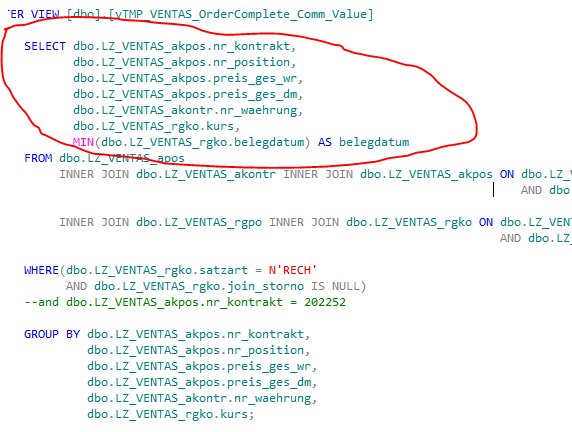 ER VIEW [dbo].[vTMP_VENTAS_OrderComplete_Comm_Value]
SELECT dbo.LZ_VENTAS_akpos.nr_kontrakt,
dbo.LZ_VENTAS_akpos.nr_position,
dbo.LZ_VENTAS_akpos.preis_ges_wr,
dbo.LZ_VENTAS_akpos.preis_ges_dm,
dbo.LZ_VENTAS_akontr.nr_waehrung,
dbo.LZ_VENTAS_rgko.kurs,
MIN(dbo.LZ_VENTAS_rgko.belegdatum) AS belegdatum
FROM dbo.LZ_VENTAS_apos
INNER JOIN dbo.LZ_VENTAS_akontr INNER JOIN dbo.LZ_VENTAS_akpos ON dbo.LZ_V
AND dbo
INNER JOIN dbo.LZ_VENTAS_rgpo INNER JOIN dbo.LZ_VENTAS_rgko ON dbo.LZ_VENT
AND dbo.LZ
WHERE(dbo.LZ_VENTAS_rgko.satzart = N'RECH'
AND dbo.LZ_VENTAS_rgko.join_storno IS NULL)
--and dbo.LZ_VENTAS_akpos.nr_kontrakt = 202252
GROUP BY dbo.LZ_VENTAS_akpos.nr_kontrakt,
dbo.LZ_VENTAS_akpos.nr_position,
dbo.LZ_VENTAS_akpos.preis_ges_wr,
dbo.LZ_VENTAS_akpos.preis_ges_dm,
dbo.LZ_VENTAS_akontr.nr_waehrung,
dbo.LZ_VENTAS_rgko.kurs;